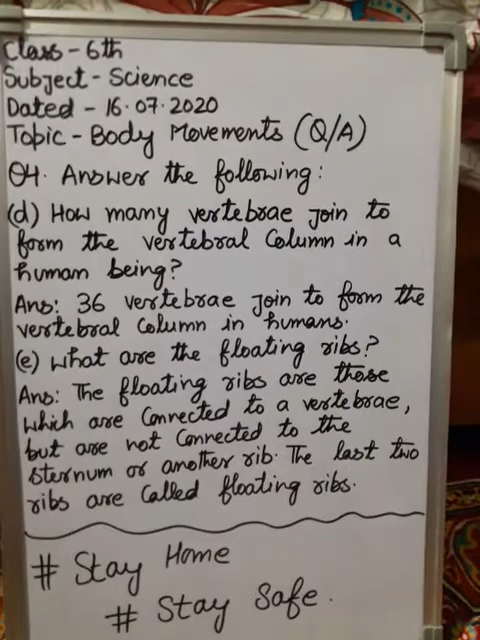 Class - 6th
Subject - Science
Dated - 16.07.2020
Topic - Body Movements (Q/A)
Q4. Answer the following:
(d) How many vertebrae join to
form the vertebral Column in a
human being?
Ans: 36 vertebrae join to form the
vertebral Column in humans.
(e) What are the floating ribs?
Ans: The floating ribs are those
which are Connected to a vertebrae,
but are not Connected to the
sternum or another rib. The last two
ribs are Called floating ribs.
# Stay Home
# Stay Safe.